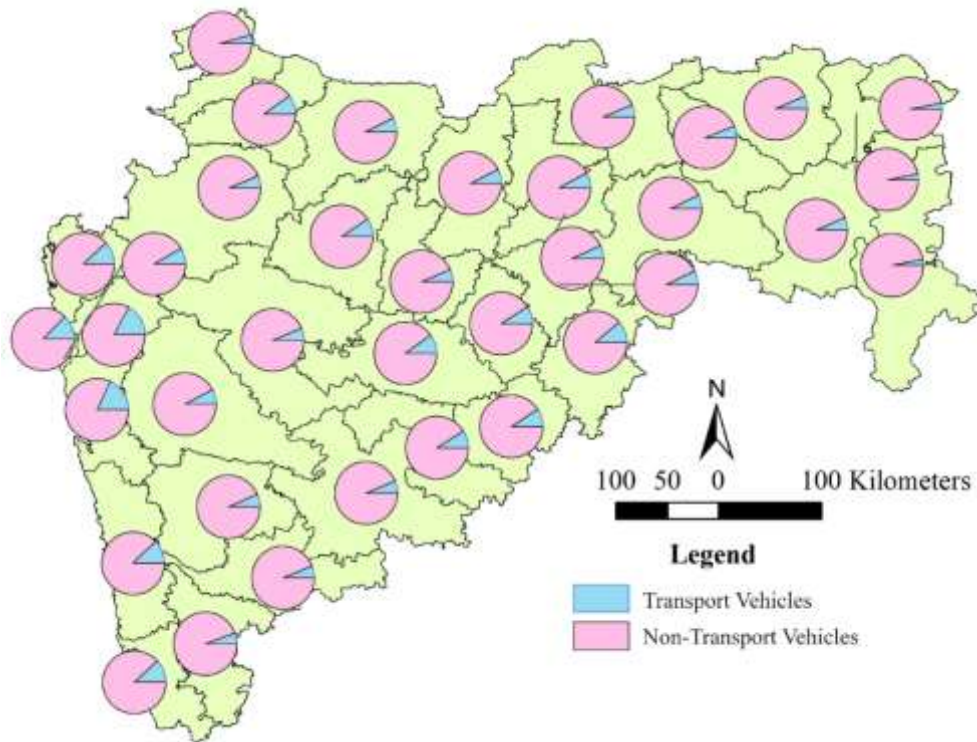 N
100 50 0 100 Kilometers
Legend
Transport Vehicles
Non-Transport Vehicles